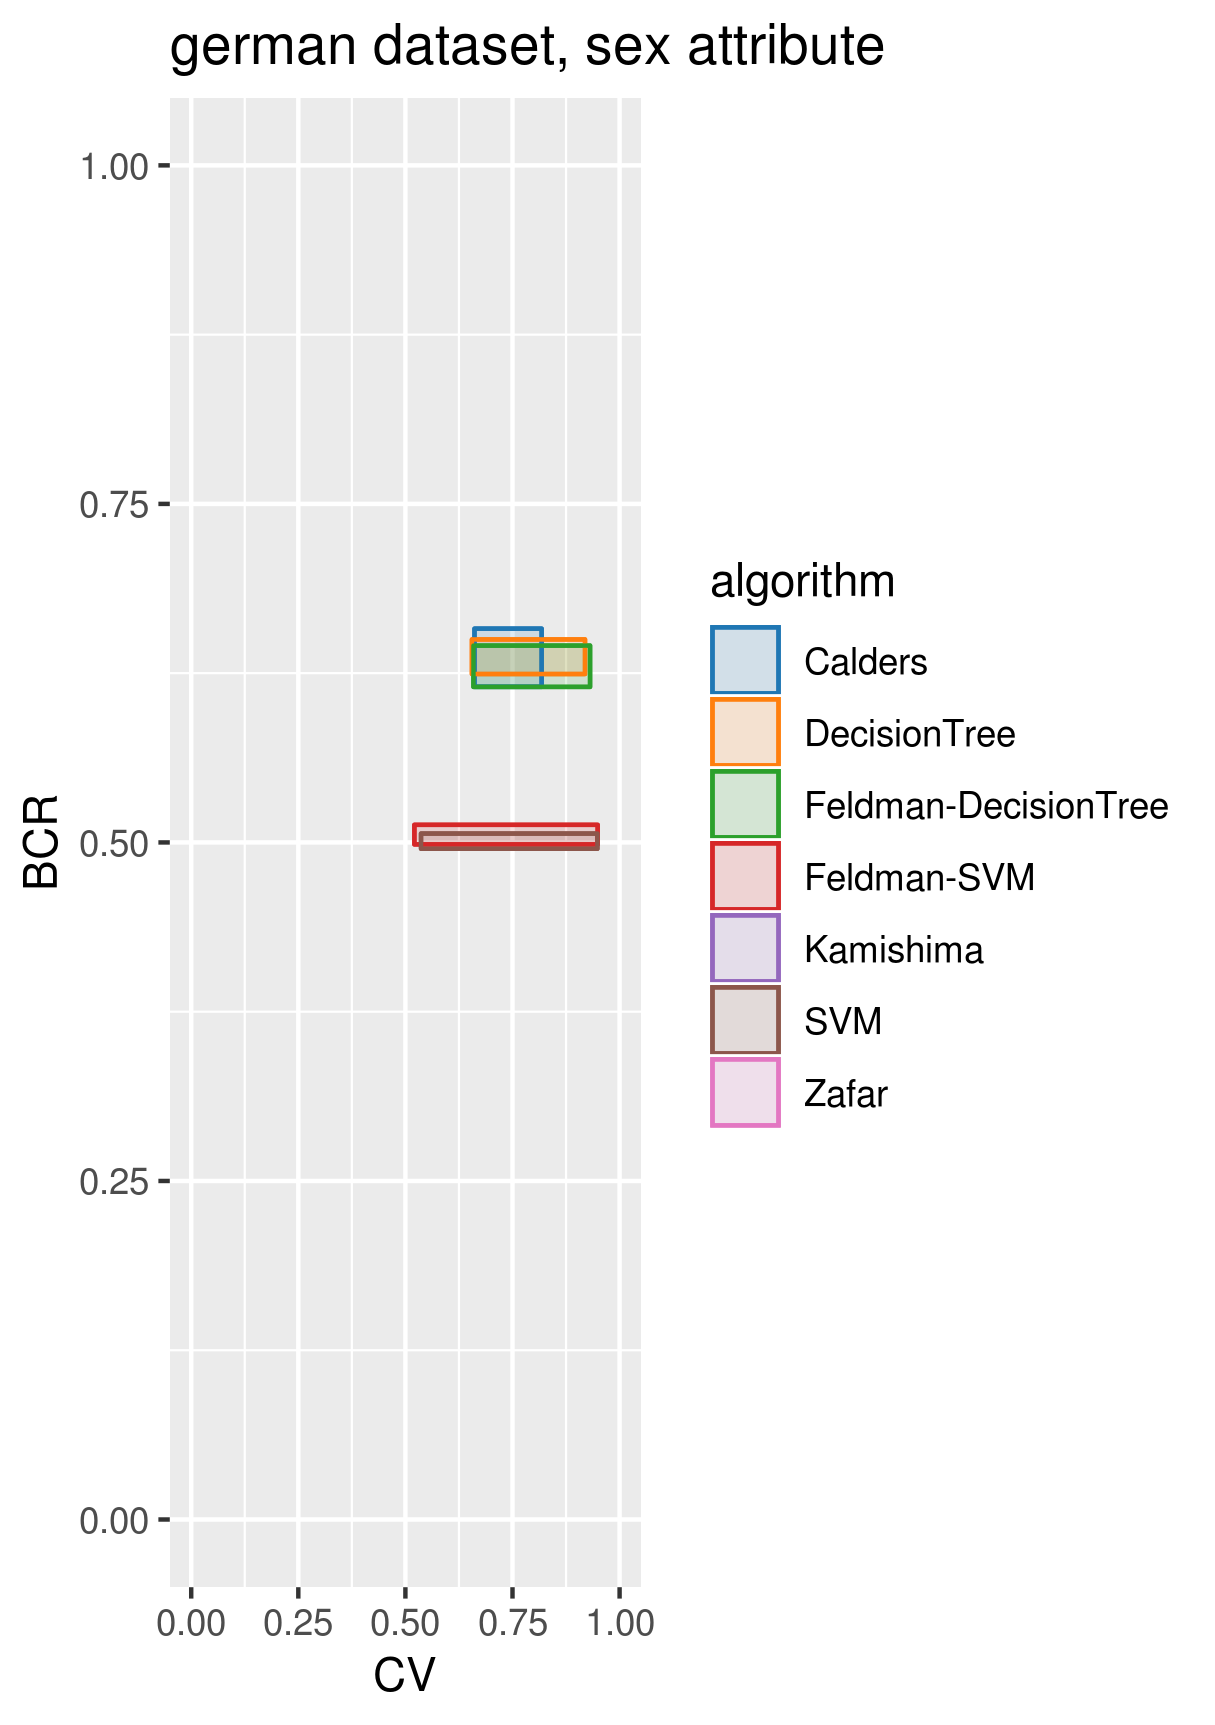 german dataset, sex attribute
1.00
0.75
0.50
0.25
0.00
BCR
0.00 0.25 0.50 0.75 1.00
CV
algorithm
Calders
DecisionTree
Feldman-DecisionTree
Feldman-SVM
Kamishima
SVM
Zafar